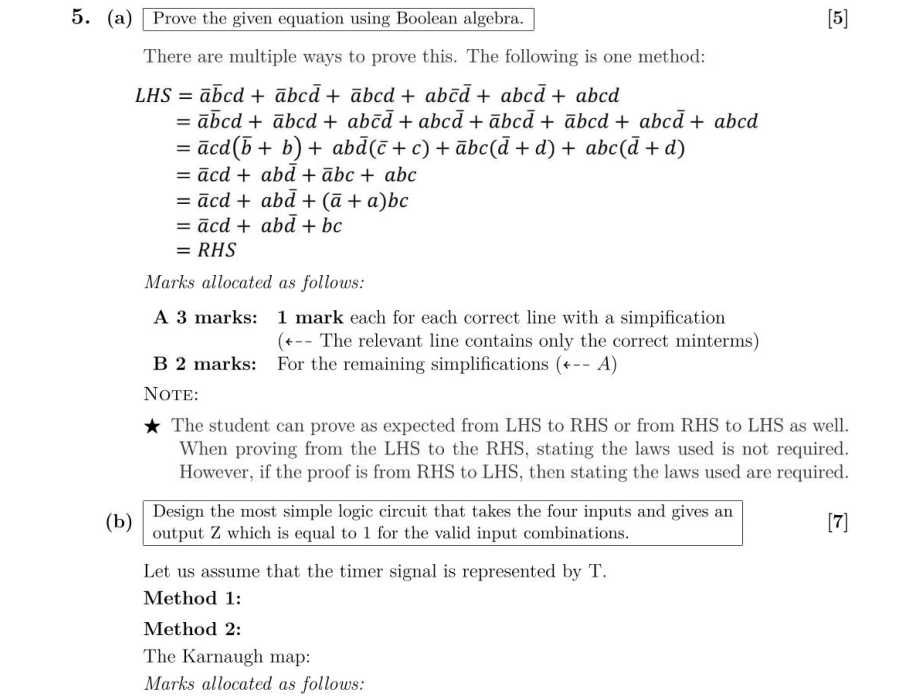 5. (a) Prove the given equation using Boolean algebra. [5]
There are multiple ways to prove this. The following is one method:
LHS = āb̄cd + ābcd̄ + ābcd + abc̄d̄ + abcd̄ + abcd
= āb̄cd + ābcd + abc̄d̄ + abcd̄ + ābcd̄ + ābcd + abcd̄ + abcd
= ācd(b̄ + b) + abd̄(c̄ + c) + ābc(d̄ + d) + abc(d̄ + d)
= ācd + abd̄ + ābc + abc
= ācd + abd̄ + (ā + a)bc
= ācd + abd̄ + bc
= RHS
Marks allocated as follows:
A 3 marks: 1 mark each for each correct line with a simpification
(←-- The relevant line contains only the correct minterms)
B 2 marks: For the remaining simplifications (←-- A)
NOTE:
★ The student can prove as expected from LHS to RHS or from RHS to LHS as well.
When proving from the LHS to the RHS, stating the laws used is not required.
However, if the proof is from RHS to LHS, then stating the laws used are required.
(b) Design the most simple logic circuit that takes the four inputs and gives an
output Z which is equal to 1 for the valid input combinations. [7]
Let us assume that the timer signal is represented by T.
Method 1:
Method 2:
The Karnaugh map:
Marks allocated as follows: